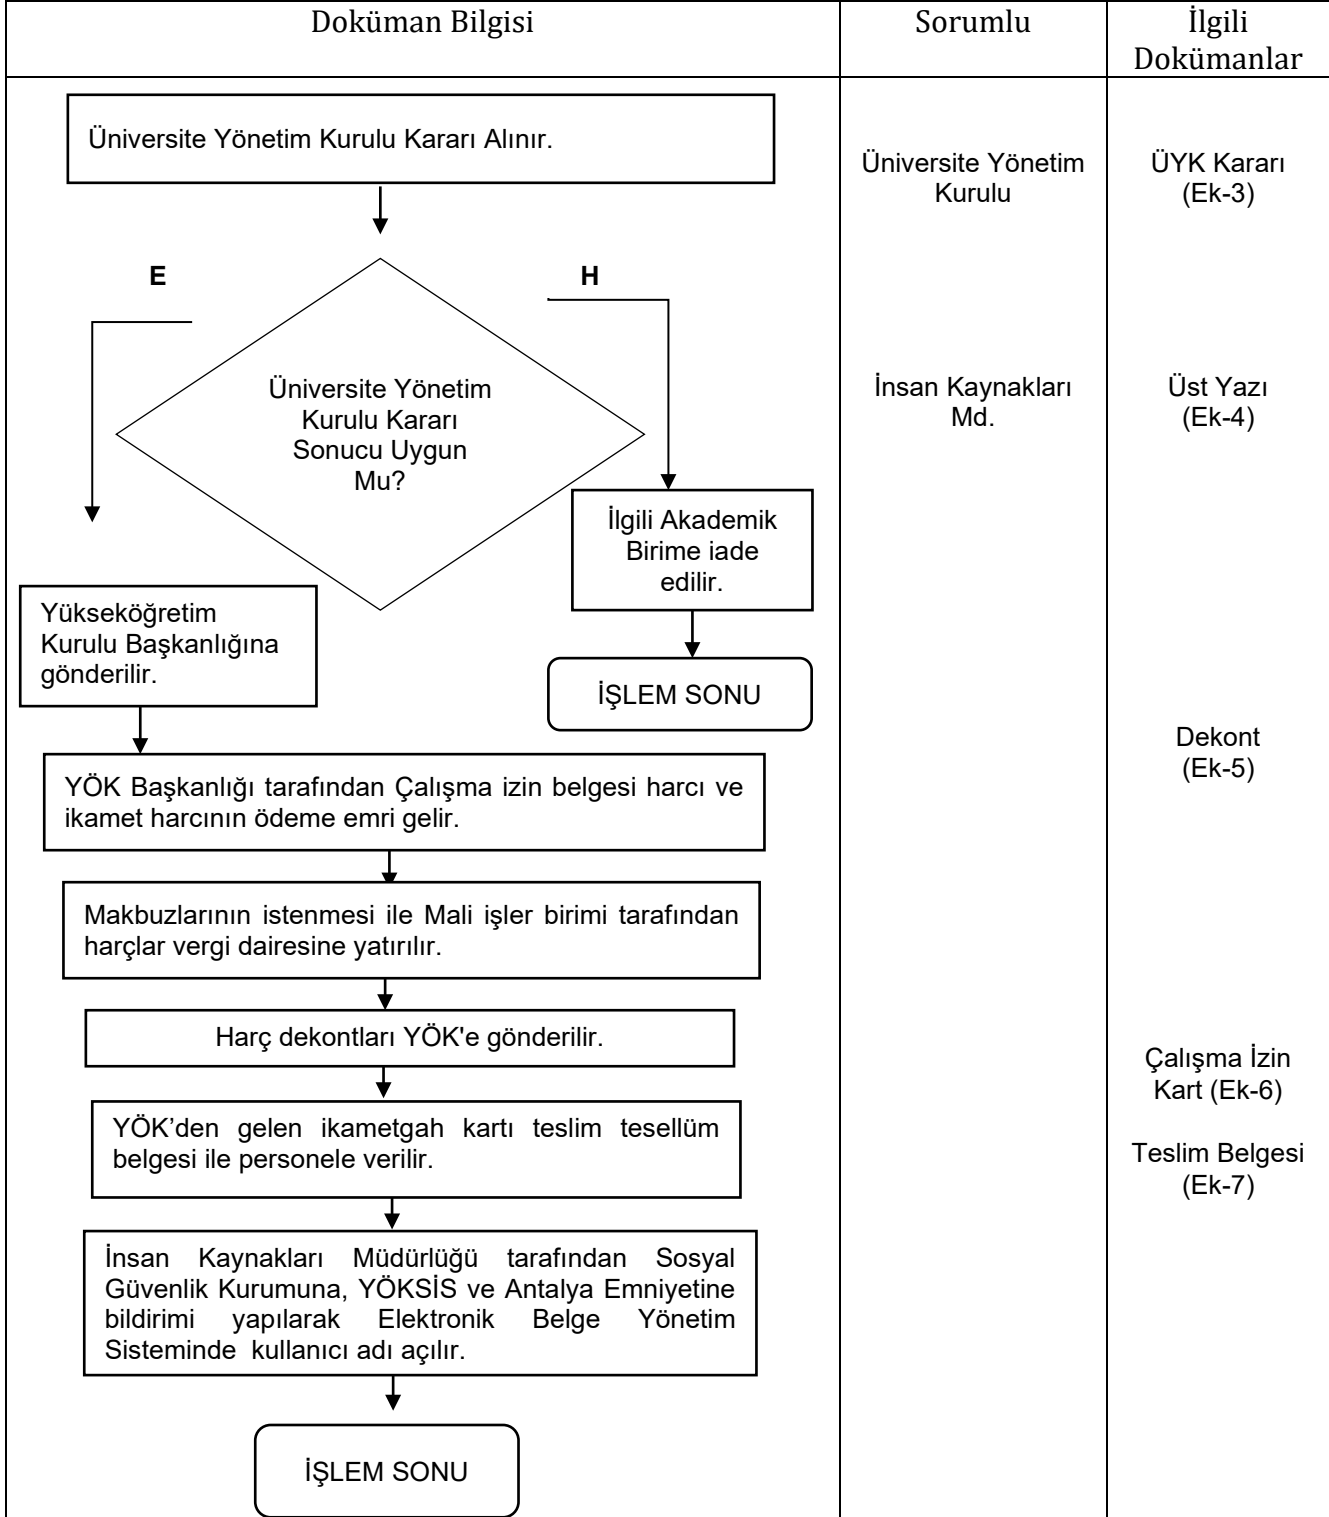 Doküman Bilgisi
Sorumlu
İlgili
Dokümanlar
Üniversite Yönetim Kurulu Kararı Alınır.
Üniversite Yönetim
Kurulu
ÜYK Kararı
(Ek-3)
E
H
Üniversite Yönetim
Kurulu Kararı
Sonucu Uygun
Mu?
İnsan Kaynakları
Md.
Üst Yazı
(Ek-4)
İlgili Akademik
Birime iade
edilir.
Yükseköğretim
Kurulu Başkanlığına
gönderilir.
İŞLEM SONU
Dekont
(Ek-5)
YÖK Başkanlığı tarafından Çalışma izin belgesi harcı ve
ikamet harcının ödeme emri gelir.
Makbuzlarının istenmesi ile Mali işler birimi tarafından
harçlar vergi dairesine yatırılır.
Harç dekontları YÖK'e gönderilir.
Çalışma İzin
Kart (Ek-6)
YÖK’den gelen ikametgah kartı teslim tesellüm
belgesi ile personele verilir.
Teslim Belgesi
(Ek-7)
İnsan Kaynakları Müdürlüğü tarafından Sosyal
Güvenlik Kurumuna, YÖKSİS ve Antalya Emniyetine
bildirimi yapılarak Elektronik Belge Yönetim
Sisteminde kullanıcı adı açılır.
İŞLEM SONU